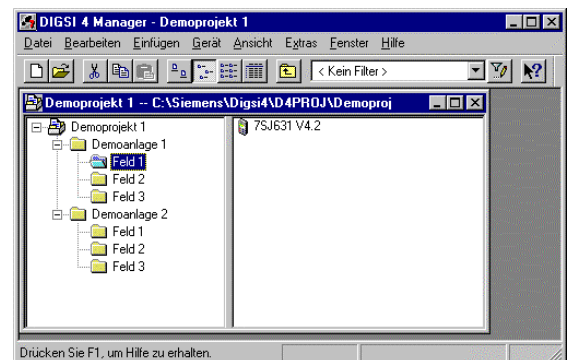 DIGSI 4 Manager - Demoprojekt 1
Datei Bearbeiten Einfügen Gerät Ansicht Extras Fenster Hilfe
< Kein Filter >
Demoprojekt 1 -- C:\Siemens\Digsi4\D4PROJ\Demoproj
Demoprojekt 1
Demoanlage 1
Feld 1
Feld 2
Feld 3
Demoanlage 2
Feld 1
Feld 2
Feld 3
7SJ631 V4.2
Drücken Sie F1, um Hilfe zu erhalten.